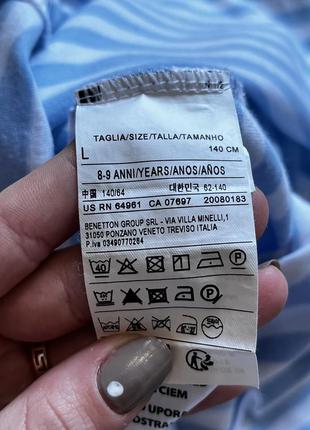 TAGLIA/SIZE/TALLA/TAMANHO
L 140 CM
8-9 ANNI/YEARS/ANOS/AÑOS
中国 140/64 대한민국 62-140
US RN 64961 CA 07697 20080183
BENETTON GROUP SRL - VIA VILLA MINELLI,1
31050 PONZANO VENETO TREVISO ITALIA
P.iva 03490770264
40 P
P
CIEM
UPORA
OSTRA